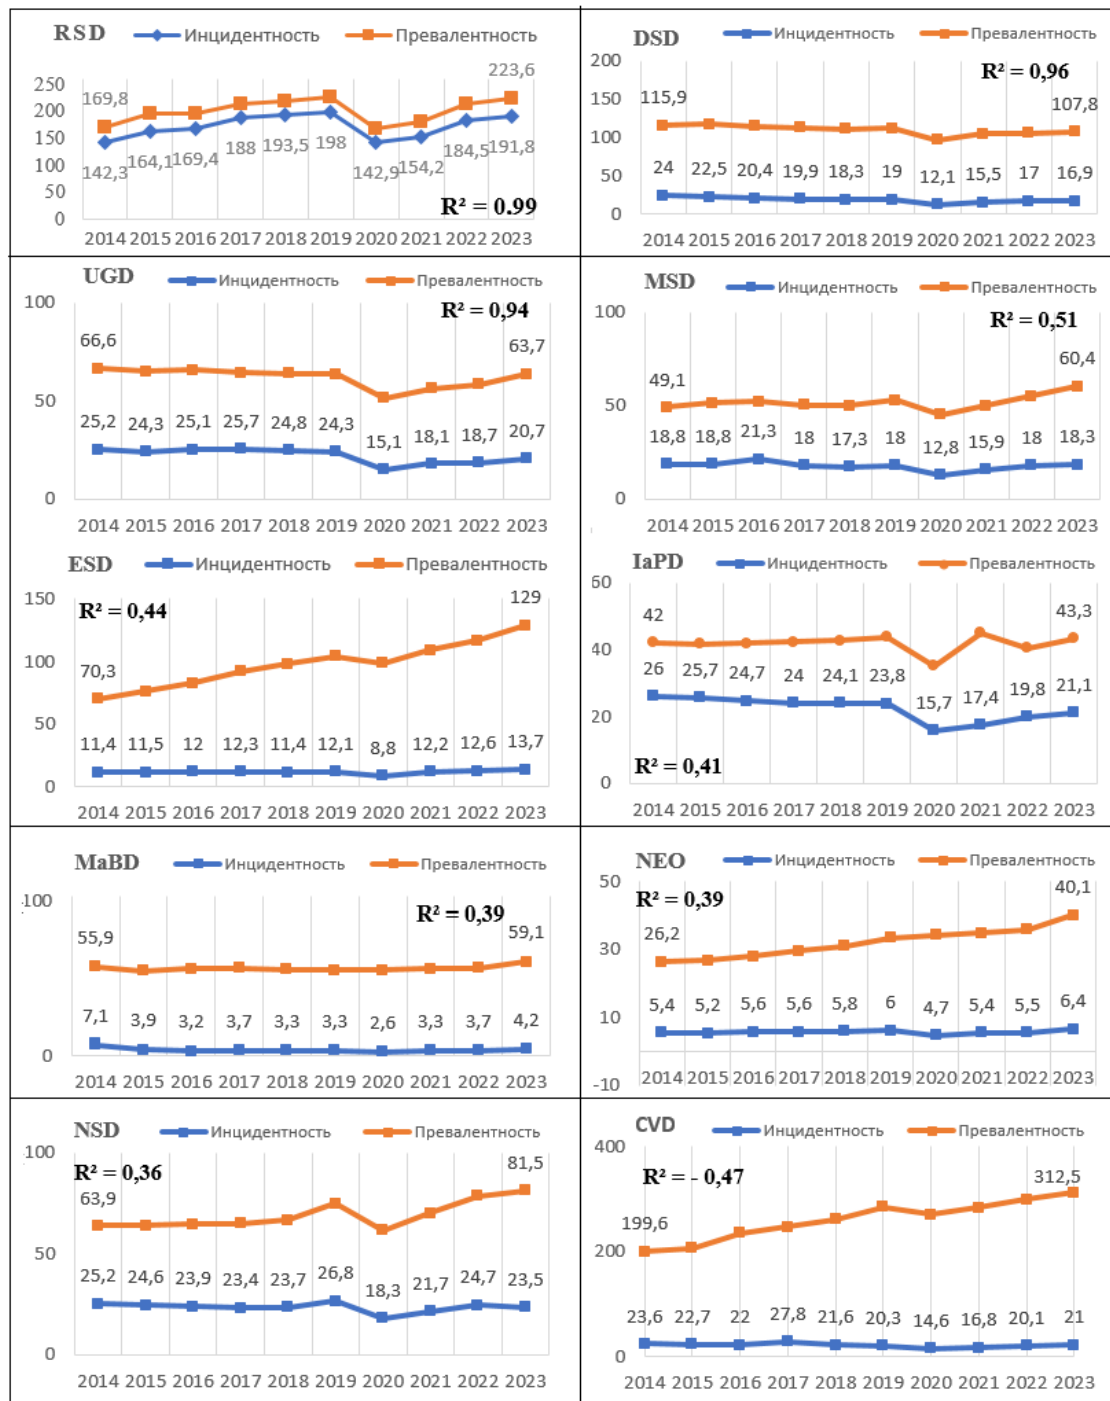 RSD Инцидентность Превалентность
223,6
250
169,8
200
150
100
142,3 164,1 169,4 188 193,5 198 142,9 154,2 184,5 191,8
50
R² = 0.99
0
2014 2015 2016 2017 2018 2019 2020 2021 2022 2023
DSD Инцидентность Превалентность
200
R² = 0,96
150
115,9 107,8
100
50
24 22,5 20,4 19,9 18,3 19 12,1 15,5 17 16,9
0
2014 2015 2016 2017 2018 2019 2020 2021 2022 2023
UGD Инцидентность Превалентность
100
R² = 0,94
66,6 63,7
50
25,2 24,3 25,1 25,7 24,8 24,3 15,1 18,1 18,7 20,7
0
2014 2015 2016 2017 2018 2019 2020 2021 2022 2023
MSD Инцидентность Превалентность
100
R² = 0,51
49,1 60,4
50
18,8 18,8 21,3 18 17,3 18 12,8 15,9 18 18,3
0
2014 2015 2016 2017 2018 2019 2020 2021 2022 2023
ESD Инцидентность Превалентность
150
129
R² = 0,44
100
70,3
50
11,4 11,5 12 12,3 11,4 12,1 8,8 12,2 12,6 13,7
0
2014 2015 2016 2017 2018 2019 2020 2021 2022 2023
IaPD Инцидентность Превалентность
60
42 43,3
40
26 25,7 24,7 24 24,1 23,8 15,7 17,4 19,8 21,1
20
R² = 0,41
0
2014 2015 2016 2017 2018 2019 2020 2021 2022 2023
MaBD Инцидентность Превалентность
100
R² = 0,39
55,9 59,1
7,1 3,9 3,2 3,7 3,3 3,3 2,6 3,3 3,7 4,2
0
2014 2015 2016 2017 2018 2019 2020 2021 2022 2023
NEO Инцидентность Превалентность
50
R² = 0,39
40,1
26,2
30
5,4 5,2 5,6 5,6 5,8 6 4,7 5,4 5,5 6,4
10
-10
2014 2015 2016 2017 2018 2019 2020 2021 2022 2023
NSD Инцидентность Превалентность
100
R² = 0,36
81,5
63,9
50
25,2 24,6 23,9 23,4 23,7 26,8 18,3 21,7 24,7 23,5
0
2014 2015 2016 2017 2018 2019 2020 2021 2022 2023
CVD Инцидентность Превалентность
400
R² = - 0,47
312,5
199,6
200
23,6 22,7 22 27,8 21,6 20,3 14,6 16,8 20,1 21
0
2014 2015 2016 2017 2018 2019 2020 2021 2022 2023